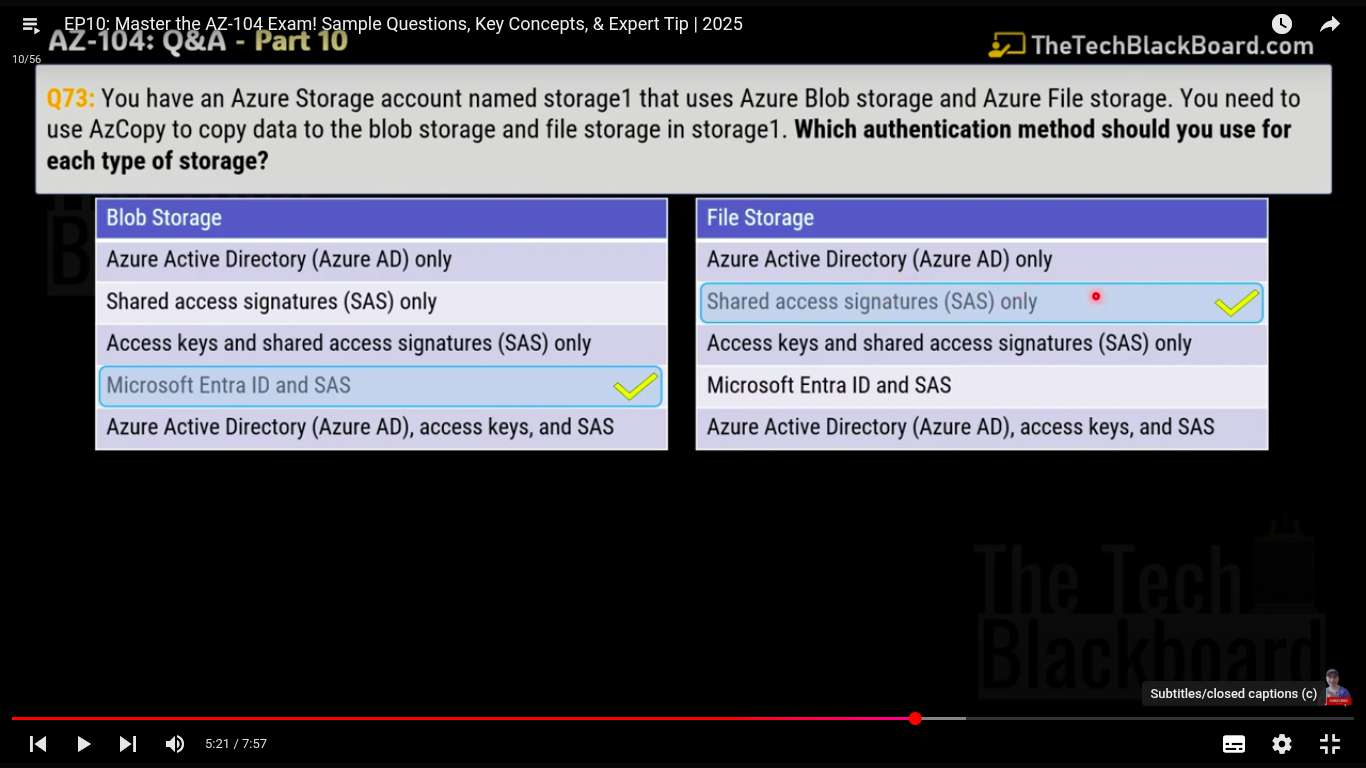 EP10: Master the AZ-104 Exam! Sample Questions, Key Concepts, & Expert Tip | 2025
AZ-104: Q&A - Part 10
TheTechBlackBoard.com
10/56
Q73: You have an Azure Storage account named storage1 that uses Azure Blob storage and Azure File storage. You need to
use AzCopy to copy data to the blob storage and file storage in storage1. Which authentication method should you use for
each type of storage?
Blob Storage
Azure Active Directory (Azure AD) only
Shared access signatures (SAS) only
Access keys and shared access signatures (SAS) only
Microsoft Entra ID and SAS
Azure Active Directory (Azure AD), access keys, and SAS
File Storage
Azure Active Directory (Azure AD) only
Shared access signatures (SAS) only
Access keys and shared access signatures (SAS) only
Microsoft Entra ID and SAS
Azure Active Directory (Azure AD), access keys, and SAS
The Tech
Blackboard
Subtitles/closed captions (c)
5:21 / 7:57